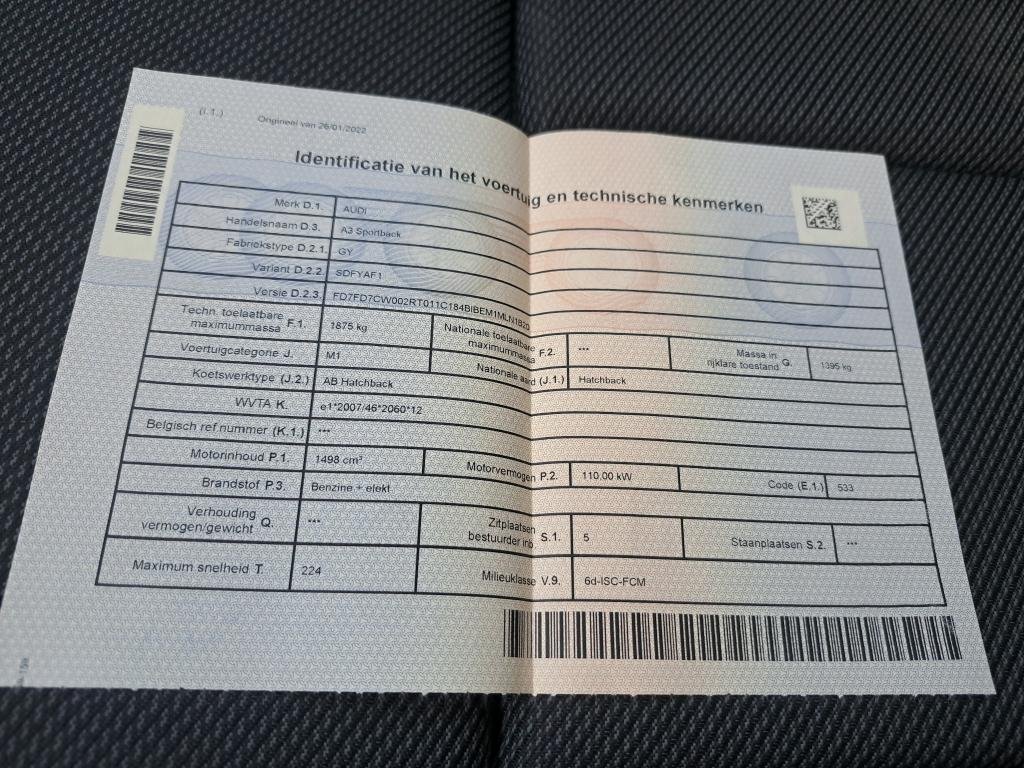 (I.1.)
Origineel van 26/01/2022
Identificatie van het voertuig en technische kenmerken
Merk D.1. AUDI
Handelsnaam D.3. A3 Sportback
Fabriekstype D.2.1. GY
Variant D.2.2. SDFYAF1
Versie D.2.3. FD7FD7CW002RT011C184BIBEM1MLN1B20
Techn. toelaatbare maximummassa F.1. 1875 kg Nationale toelaatbare maximummassa F.2. --- Massa in rijklare toestand G. 1395 kg
Voertuigcategorie J. M1 Nationale aard (J.1.) Hatchback
Koetswerktype (J.2.) AB Hatchback
WVTA K. e1*2007/46*2060*12
Belgisch ref nummer (K.1.) ---
Motorinhoud P.1. 1498 cm³ Motorvermogen P.2. 110,00 kW Code (E.1.) 533
Brandstof P.3. Benzine + elekt
Verhouding vermogen/gewicht Q. --- Zitplaatsen bestuurder inb. S.1. 5 Staanplaatsen S.2. ---
Maximum snelheid T. 224 Milieuklasse V.9. 6d-ISC-FCM